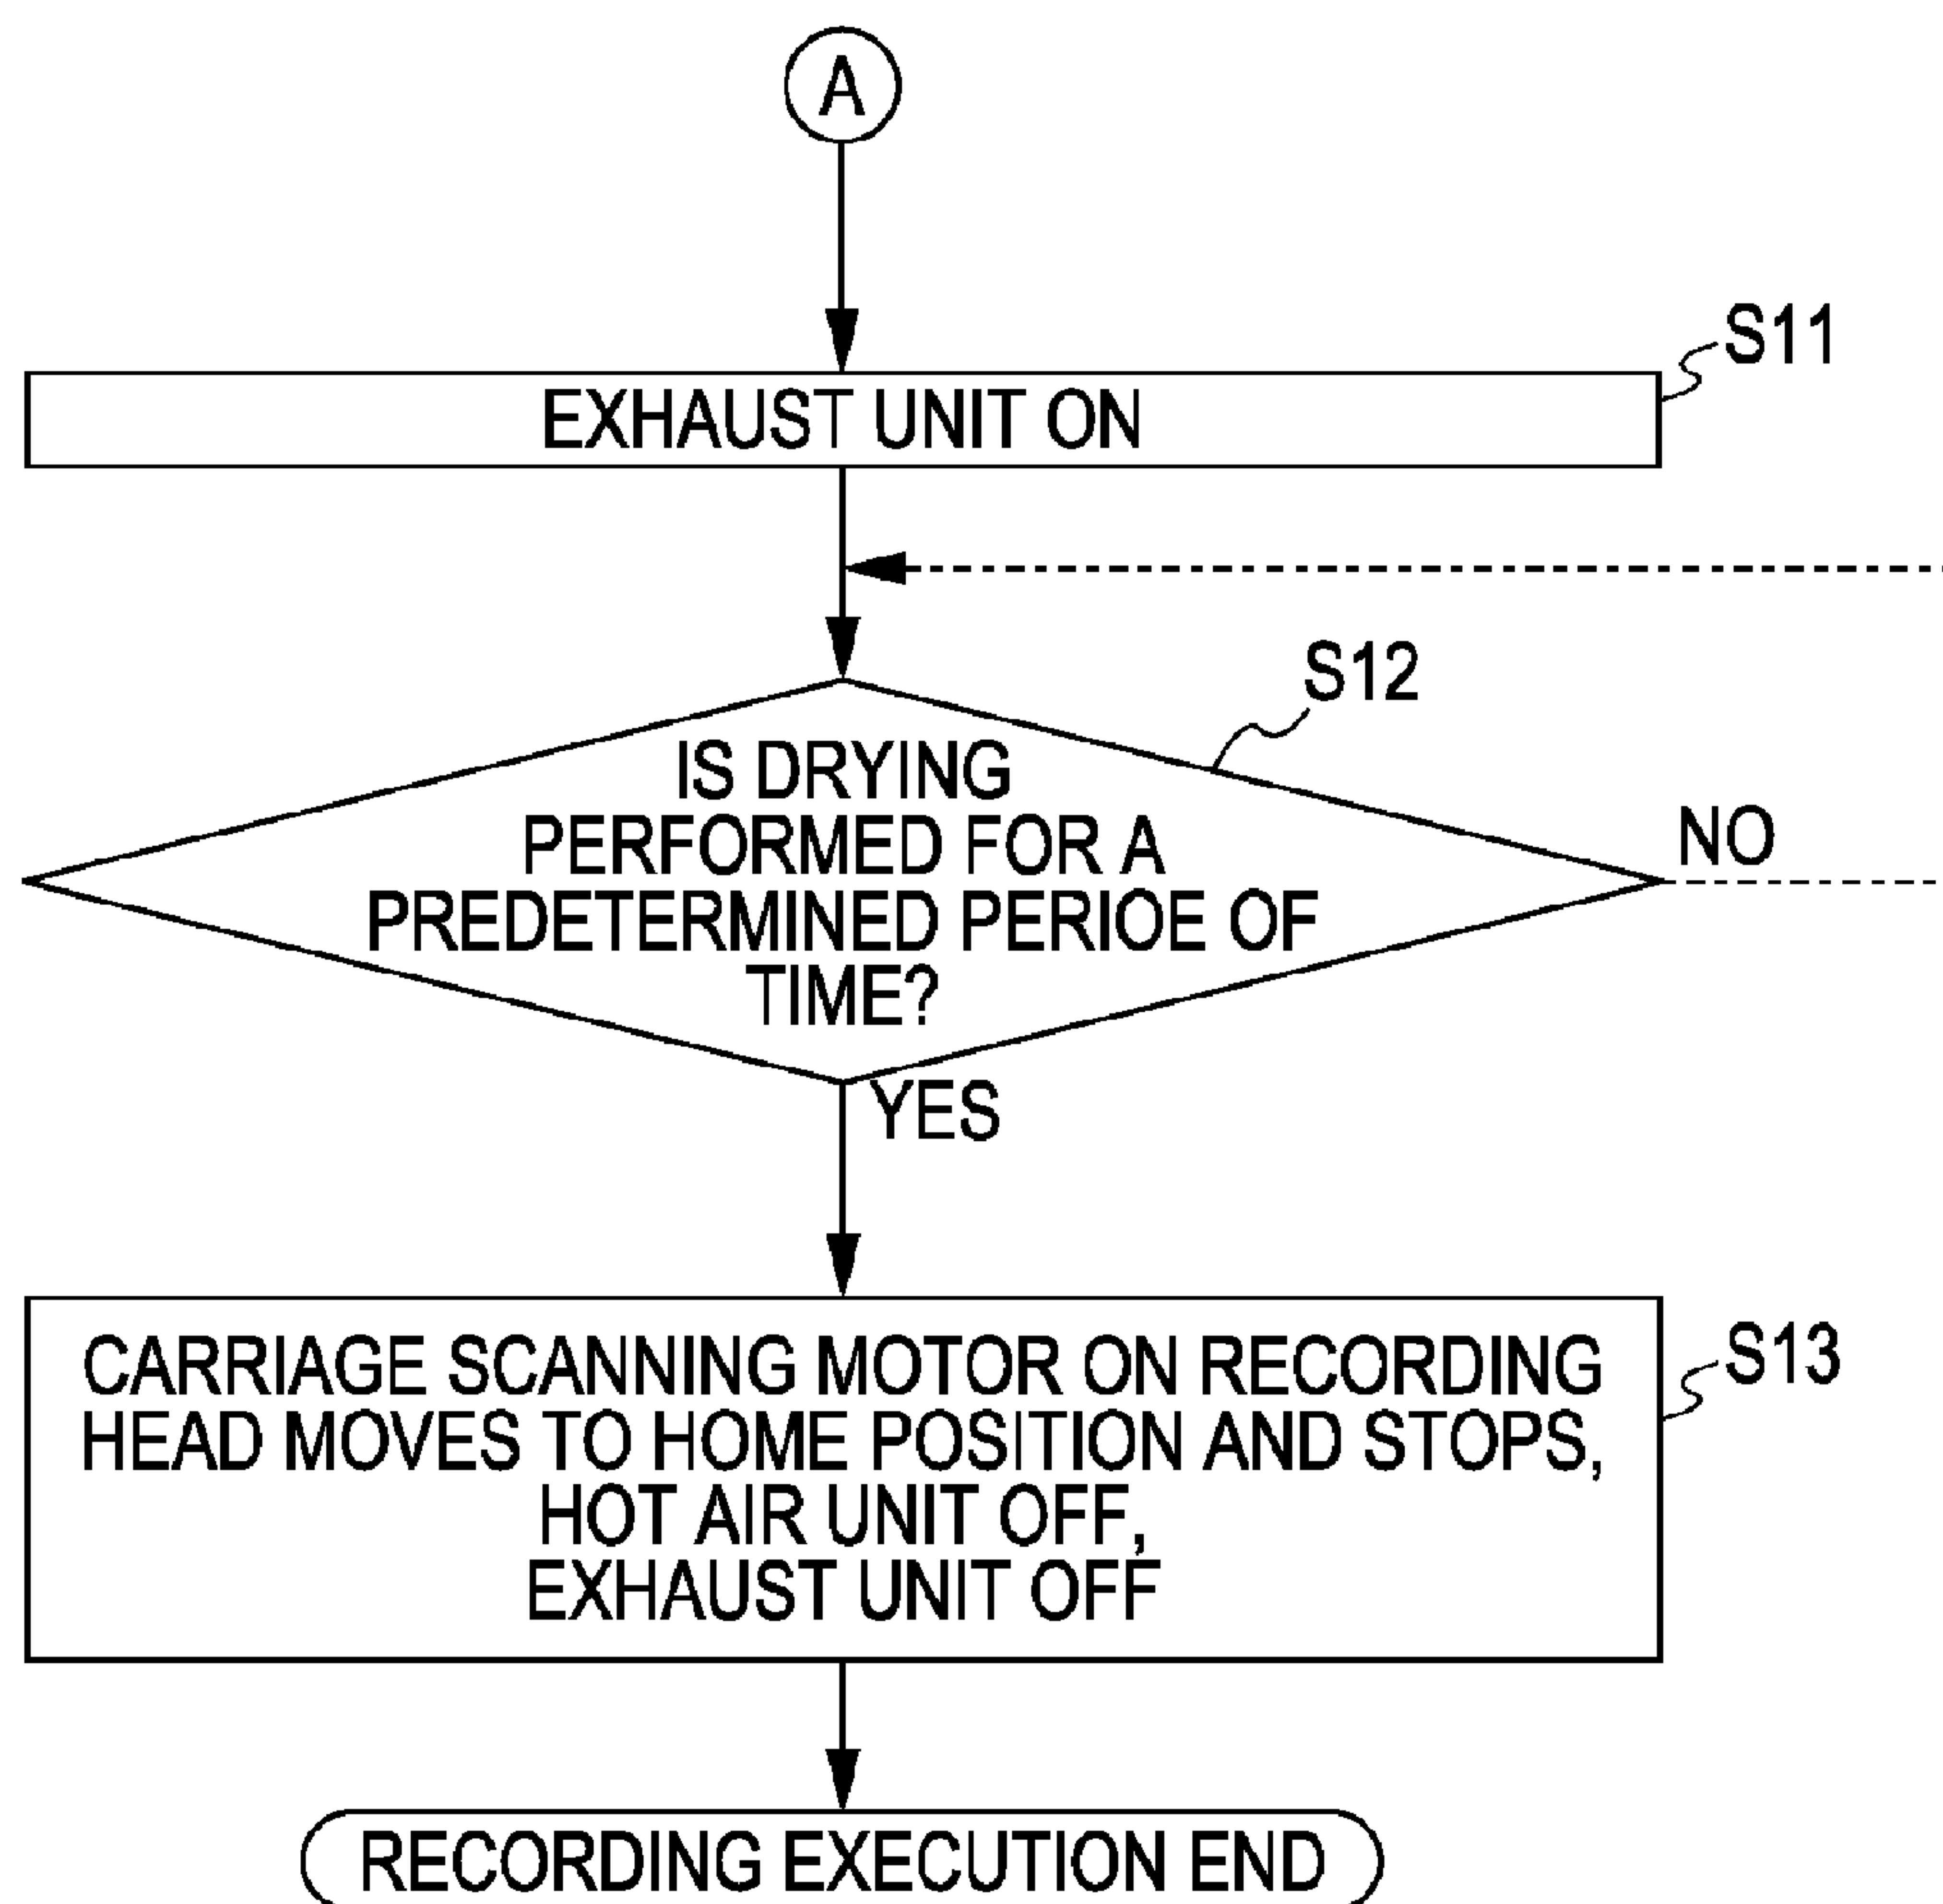 A
S11
EXHAUST UNIT ON
S12
IS DRYING
PERFORMED FOR A
PREDETERMINED PERIOE OF
TIME?
NO
YES
S13
CARRIAGE SCANNING MOTOR ON RECORDING
HEAD MOVES TO HOME POSITION AND STOPS,
HOT AIR UNIT OFF,
EXHAUST UNIT OFF
RECORDING EXECUTION END